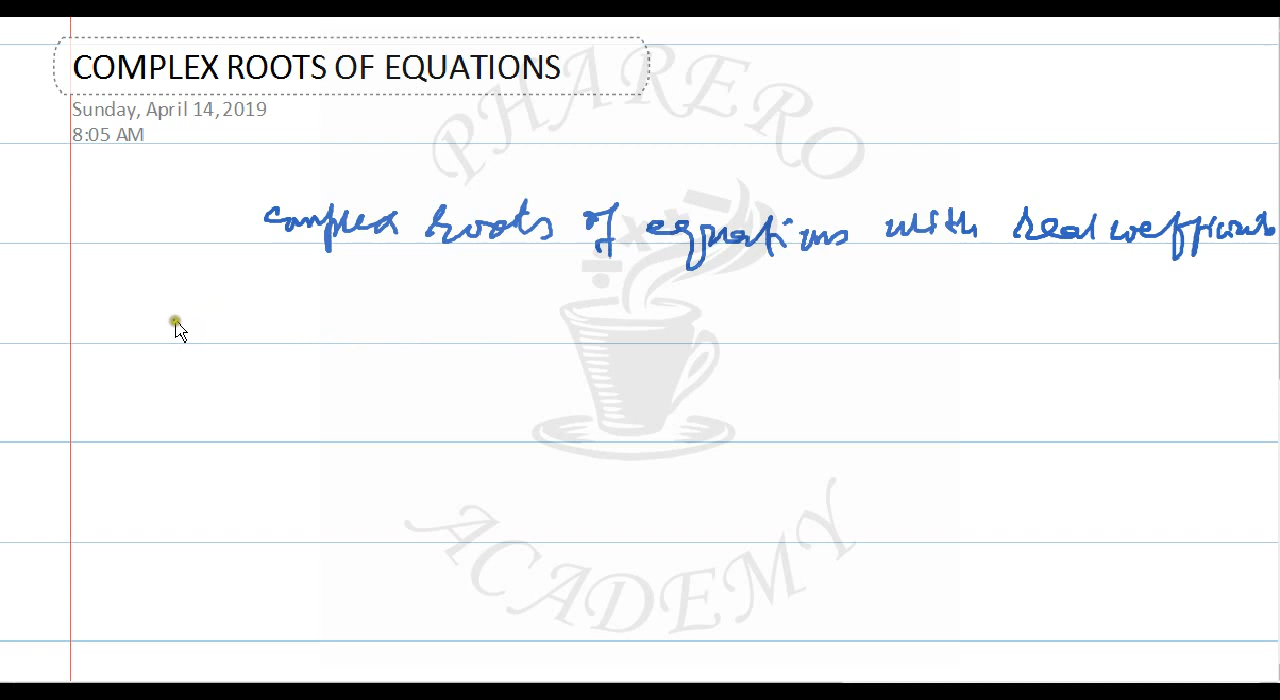 COMPLEX ROOTS OF EQUATIONS
Sunday, April 14, 2019
8:05 AM
PHARERO
complex roots of equations with real coefficients
ACADEMY